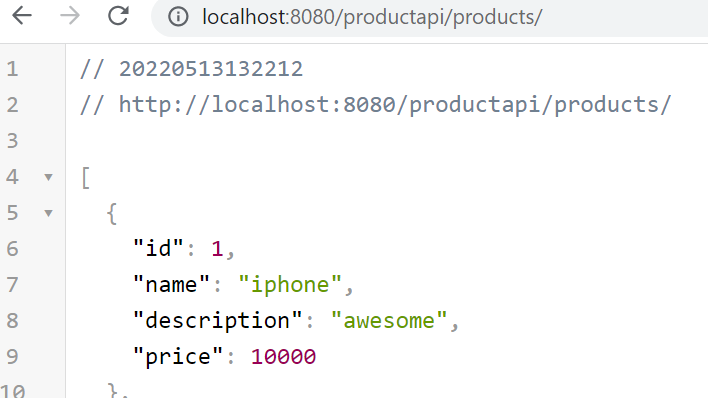 localhost:8080/productapi/products/
1 // 20220513132212
2 // http://localhost:8080/productapi/products/
3
4 [
5 {
6 "id": 1,
7 "name": "iphone",
8 "description": "awesome",
9 "price": 10000
10 },